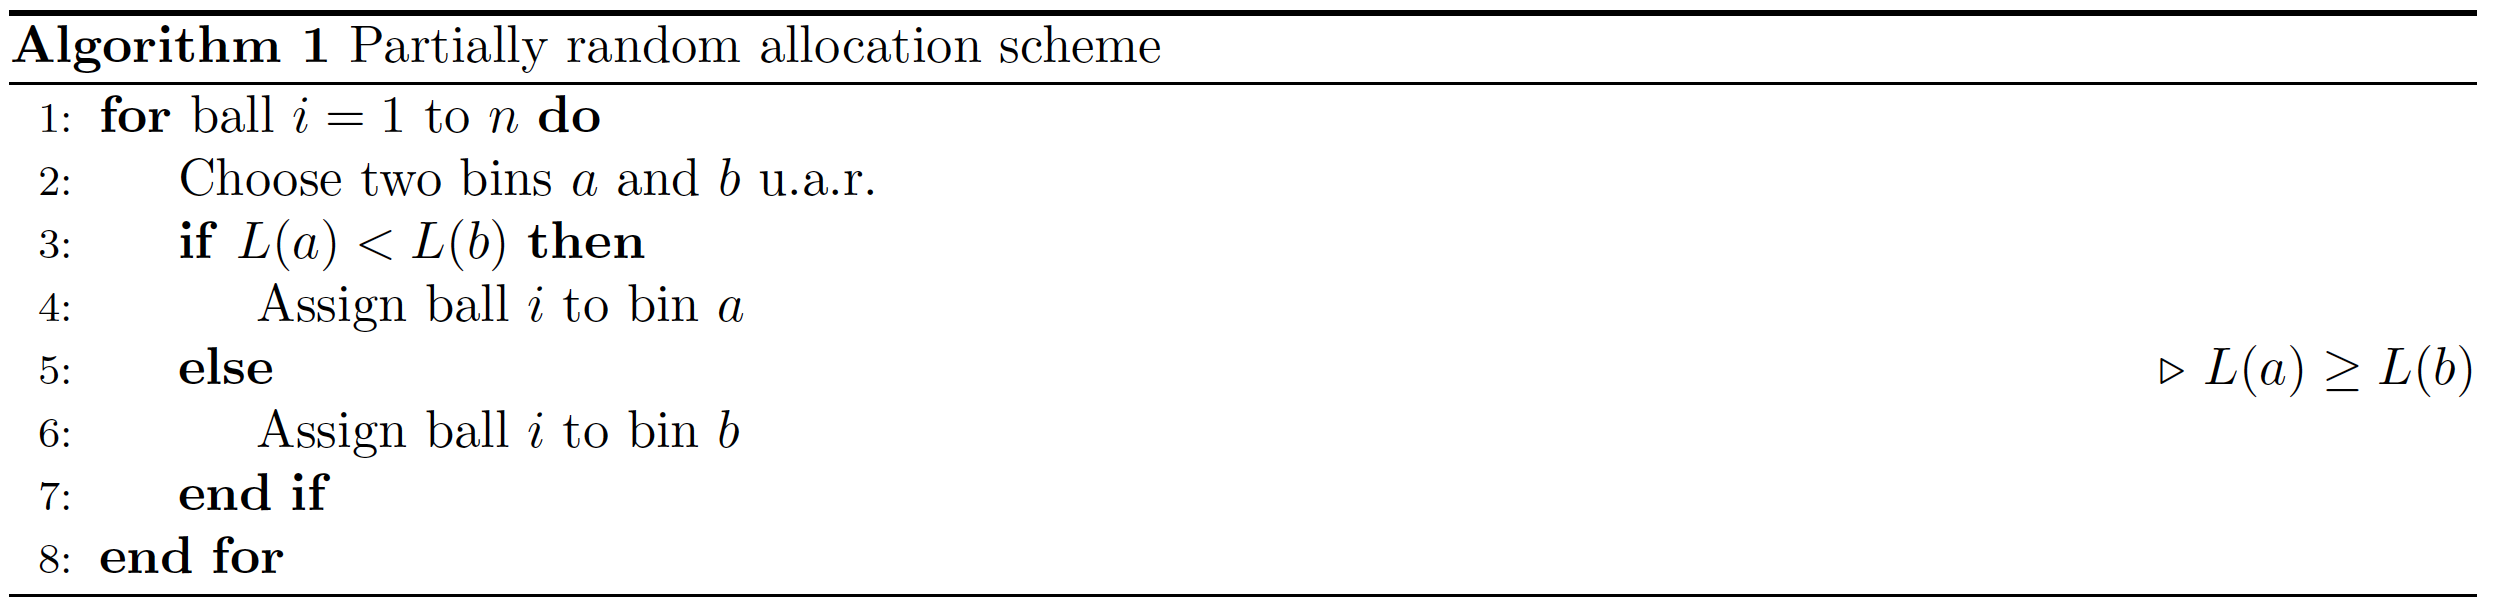 Algorithm 1 Partially random allocation scheme
1: for ball i = 1 to n do
2: Choose two bins a and b u.a.r.
3: if L(a) < L(b) then
4: Assign ball i to bin a
5: else ▷ L(a) ≥ L(b)
6: Assign ball i to bin b
7: end if
8: end for